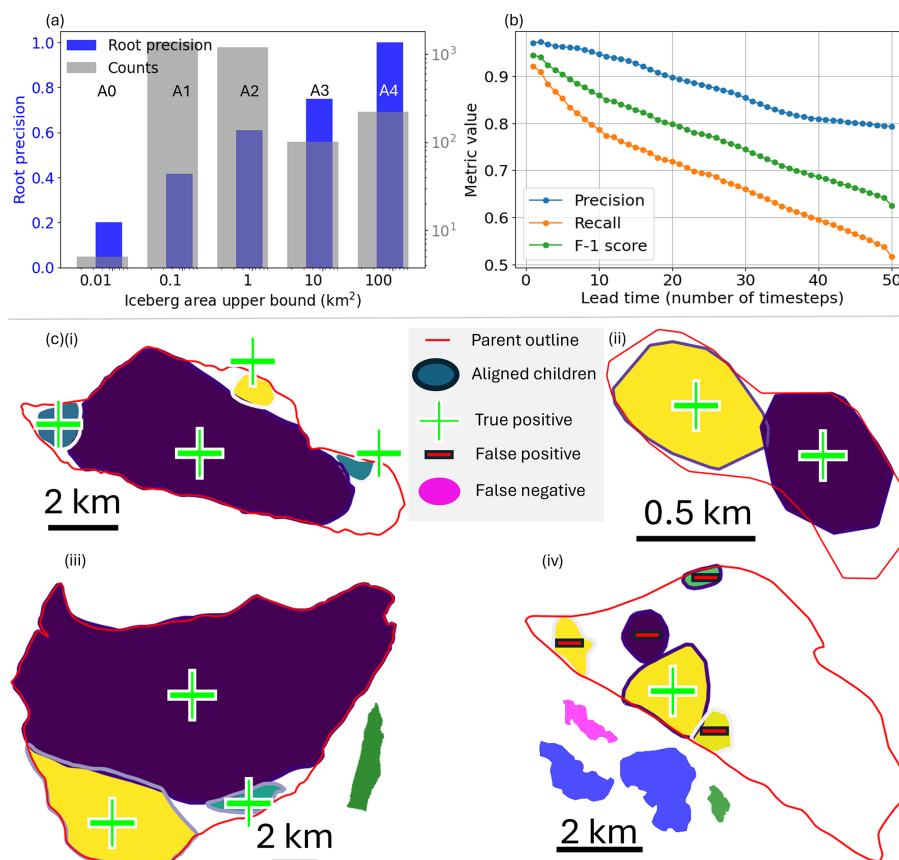 (a)
Root precision
Counts
A0 A1 A2 A3 A4
1.0
0.8
0.6
0.4
0.2
0.0
Root precision
10³
10²
10¹
0.01 0.1 1 10 100
Iceberg area upper bound (km²)
(b)
0.9
0.8
0.7
0.6
0.5
Metric value
Precision
Recall
F-1 score
0 10 20 30 40 50
Lead time (number of timesteps)
(c)(i)
2 km
Parent outline
Aligned children
True positive
False positive
False negative
(ii)
0.5 km
(iii)
2 km
(iv)
2 km